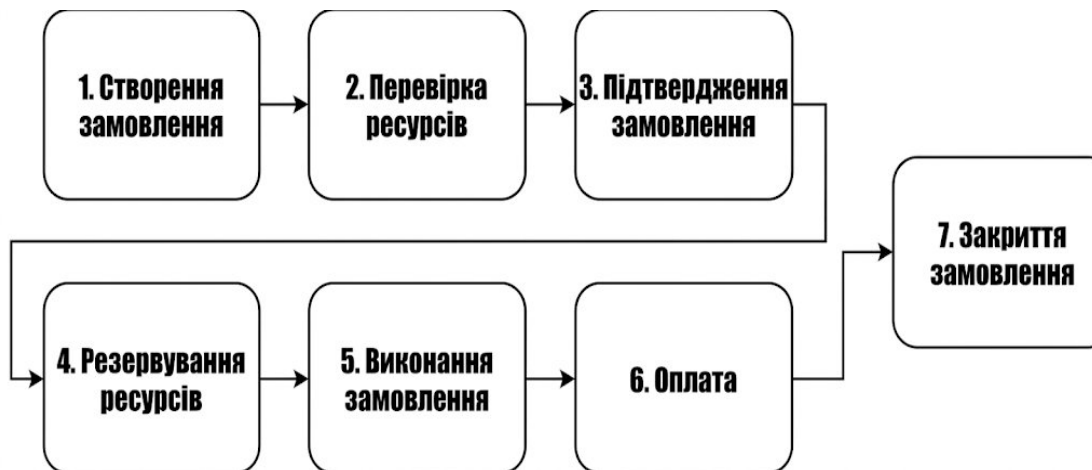 1. Створення
замовлення
2. Перевірка
ресурсів
3. Підтвердження
замовлення
4. Резервування
ресурсів
5. Виконання
замовлення
6. Оплата
7. Закриття
замовлення